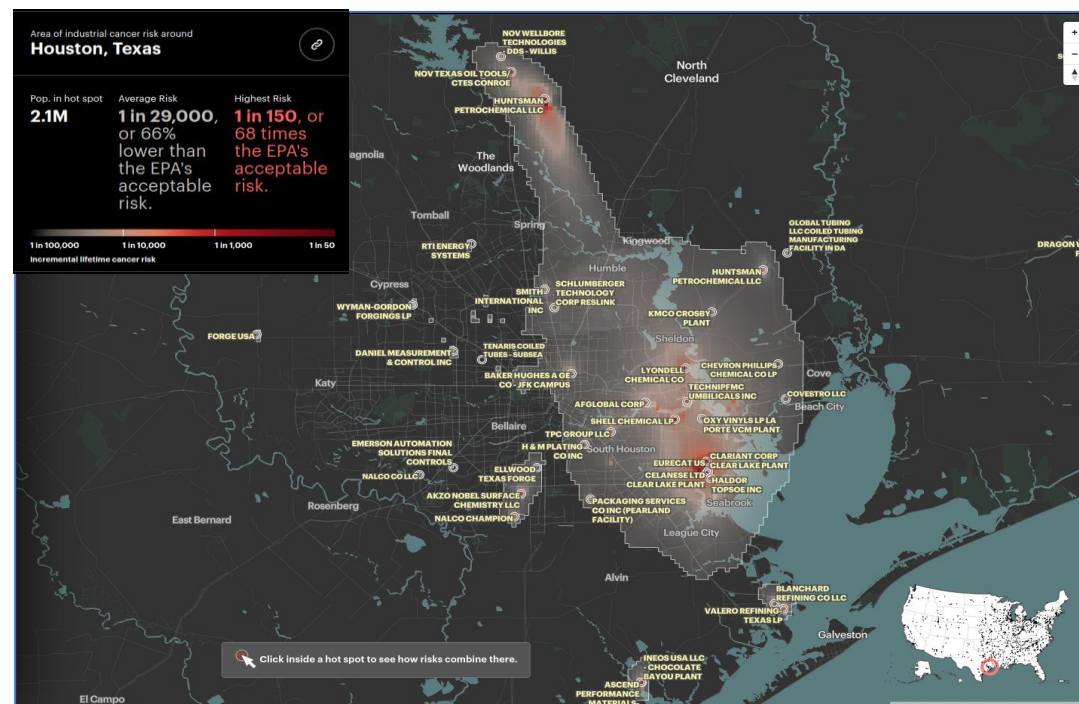 Area of industrial cancer risk around
Houston, Texas
Pop. in hot spot
2.1M
Average Risk
1 in 29,000,
or 66%
lower than
the EPA's
acceptable
risk.
Highest Risk
1 in 150, or
68 times
the EPA's
acceptable
risk.
1 in 100,000 1 in 10,000 1 in 1,000 1 in 50
Incremental lifetime cancer risk
NOV WELLBORE
TECHNOLOGIES
DDS - WILLIS
NOV TEXAS OIL TOOLS/
CTES CONROE
HUNTSMAN
PETROCHEMICAL LLC
North
Cleveland
+
−
agnolia
The
Woodlands
Tomball
Spring
Kingwood
GLOBAL TUBING
LLC COILED TUBING
MANUFACTURING
FACILITY IN DA
DRAGON
RTI ENERGY
SYSTEMS
Humble
HUNTSMAN
PETROCHEMICAL LLC
Cypress
SMITH
INTERNATIONAL
INC
SCHLUMBERGER
TECHNOLOGY
CORP RESLINK
WYMAN-GORDON
FORGINGS LP
KMCO CROSBY
PLANT
FORGE USA
Sheldon
DANIEL MEASUREMENT
& CONTROL INC
TENARIS COILED
TUBES - SUBSEA
BAKER HUGHES A GE
CO - JFK CAMPUS
LYONDELL
CHEMICAL CO
CHEVRON PHILLIPS
CHEMICAL CO LP
Cove
Katy
TECHNIPFMC
UMBILICALS INC
COVESTRO LLC
Beach City
AFGLOBAL CORP
SHELL CHEMICAL LP
OXY VINYLS LP LA
PORTE VCM PLANT
Bellaire
TPC GROUP LLC
EMERSON AUTOMATION
SOLUTIONS FINAL
CONTROLS
H & M PLATING
CO INC
South Houston
NALCO CO LLC
ELLWOOD
TEXAS FORGE
EURECAT US
CLARIANT CORP
CLEAR LAKE PLANT
CELANESE LTD
CLEAR LAKE PLANT
HALDOR
TOPSOE INC
AKZO NOBEL SURFACE
CHEMISTRY LLC
Seabrook
Rosenberg
PACKAGING SERVICES
CO INC (PEARLAND
FACILITY)
East Bernard
NALCO CHAMPION
League City
Alvin
BLANCHARD
REFINING CO LLC
VALERO REFINING-
TEXAS LP
Galveston
Click inside a hot spot to see how risks combine there.
INEOS USA LLC
- CHOCOLATE
BAYOU PLANT
ASCEND
PERFORMANCE
MATERIALS-
El Campo